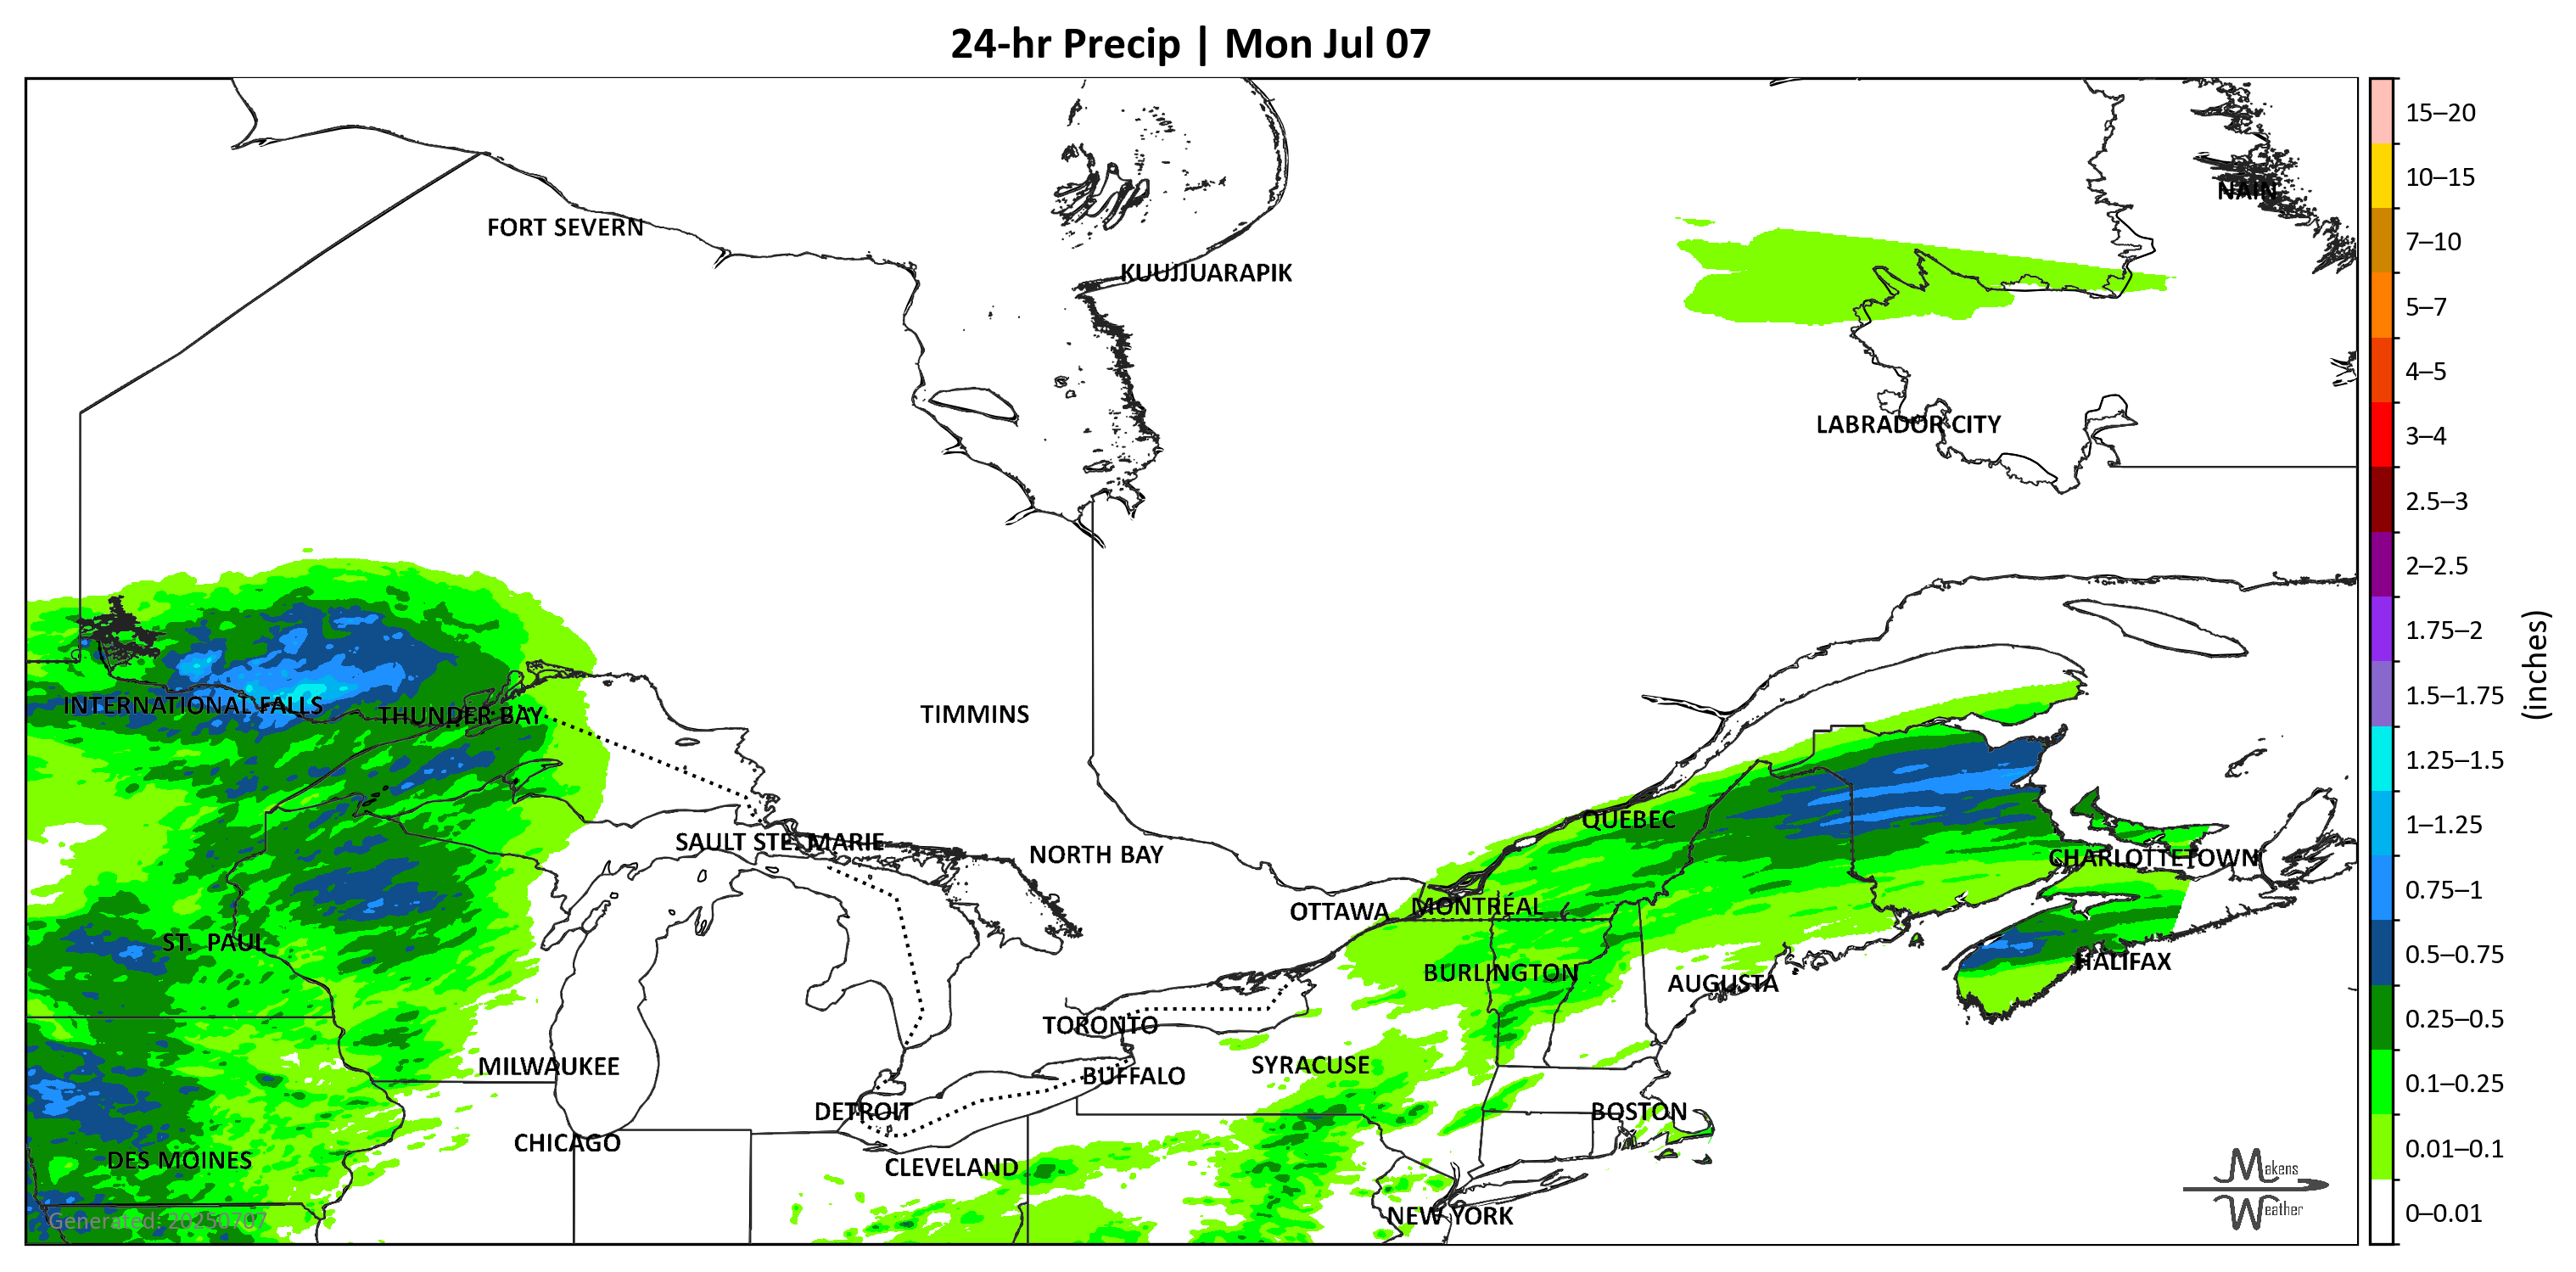 24-hr Precip | Mon Jul 07
15–20
NAIN
10–15
FORT SEVERN
7–10
KUUJJUARAPIK
5–7
4–5
LABRADOR CITY
3–4
2.5–3
2–2.5
1.75–2
(inches)
1.5–1.75
INTERNATIONAL FALLS
THUNDER BAY
TIMMINS
1.25–1.5
QUÉBEC
1–1.25
SAULT STE. MARIE
NORTH BAY
CHARLOTTETOWN
0.75–1
OTTAWA
MONTRÉAL
ST. PAUL
0.5–0.75
HALIFAX
BURLINGTON
AUGUSTA
TORONTO
0.25–0.5
MILWAUKEE
SYRACUSE
BUFFALO
0.1–0.25
DETROIT
BOSTON
CHICAGO
0.01–0.1
DES MOINES
CLEVELAND
Makens
Weather
Generated: 20250707
NEW YORK
0–0.01